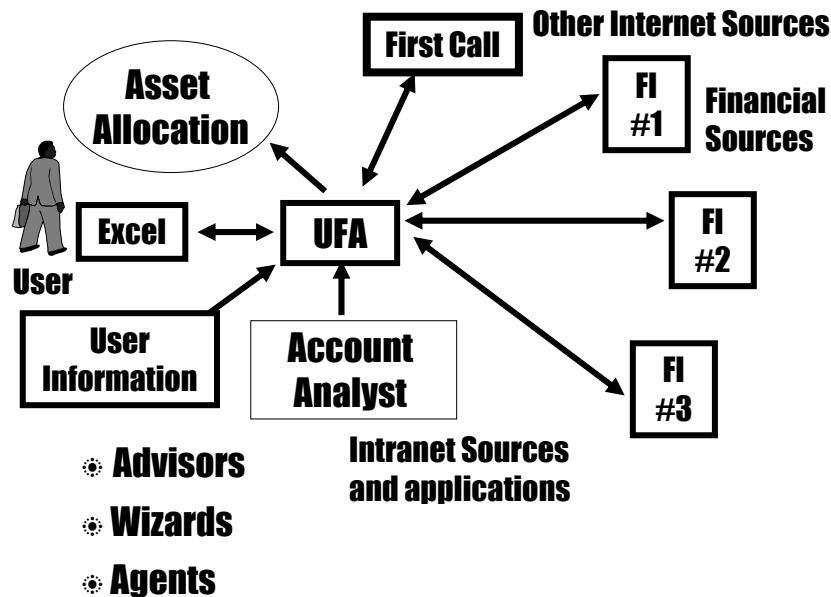 First Call
Other Internet Sources
Asset
Allocation
FI
#1
Financial
Sources
Excel
UFA
FI
#2
User
User
Information
Account
Analyst
FI
#3
Advisors
Wizards
Agents
Intranet Sources
and applications